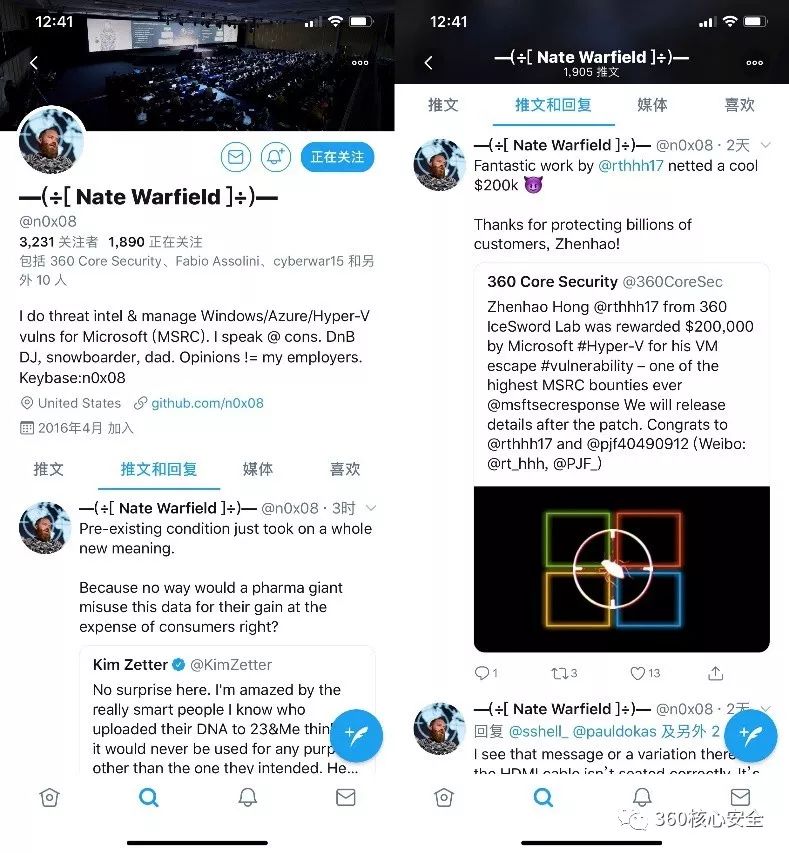 12:41
—(÷[ Nate Warfield ]÷)—
@n0x08
正在关注
3,231 关注者 1,890 正在关注
包括 360 Core Security、Fabio Assolini、cyberwar15 和另
外 10 人
I do threat intel & manage Windows/Azure/Hyper-V
vulns for Microsoft (MSRC). I speak @ cons. DnB
DJ, snowboarder, dad. Opinions != my employers.
Keybase:n0x08
United States github.com/n0x08
2016年4月 加入
推文 推文和回复 媒体 喜欢
—(÷[ Nate Warfield ]÷)— @n0x08 · 3时
Pre-existing condition just took on a whole
new meaning.
Because no way would a pharma giant
misuse this data for their gain at the
expense of consumers right?
Kim Zetter @KimZetter
No surprise here. I'm amazed by the
really smart people I know who
uploaded their DNA to 23&Me
it would never be used for any
other than the one they intended. He...
12:41
—(÷[ Nate Warfield ]÷)—
1,905 推文
推文 推文和回复 媒体 喜欢
—(÷[ Nate Warfield ]÷)— @n0x08 · 2天
Fantastic work by @rthhh17 netted a cool
$200k 😈
Thanks for protecting billions of
customers, Zhenhao!
360 Core Security @360CoreSec
Zhenhao Hong @rthhh17 from 360
IceSword Lab was rewarded $200,000
by Microsoft #Hyper-V for his VM
escape #vulnerability – one of the
highest MSRC bounties ever
@msftsecresponse We will release
details after the patch. Congrats to
@rthhh17 and @pjf40490912 (Weibo:
@rt_hhh, @PJF_)
1 3 13
—(÷[ Nate Warfield ]÷)— @n0x08 · 2天
回复 @sshell_ @pauldokas 及另外 2
I see that message or a variation
the HDMI cable isn't seated correctly. It's
360核心安全